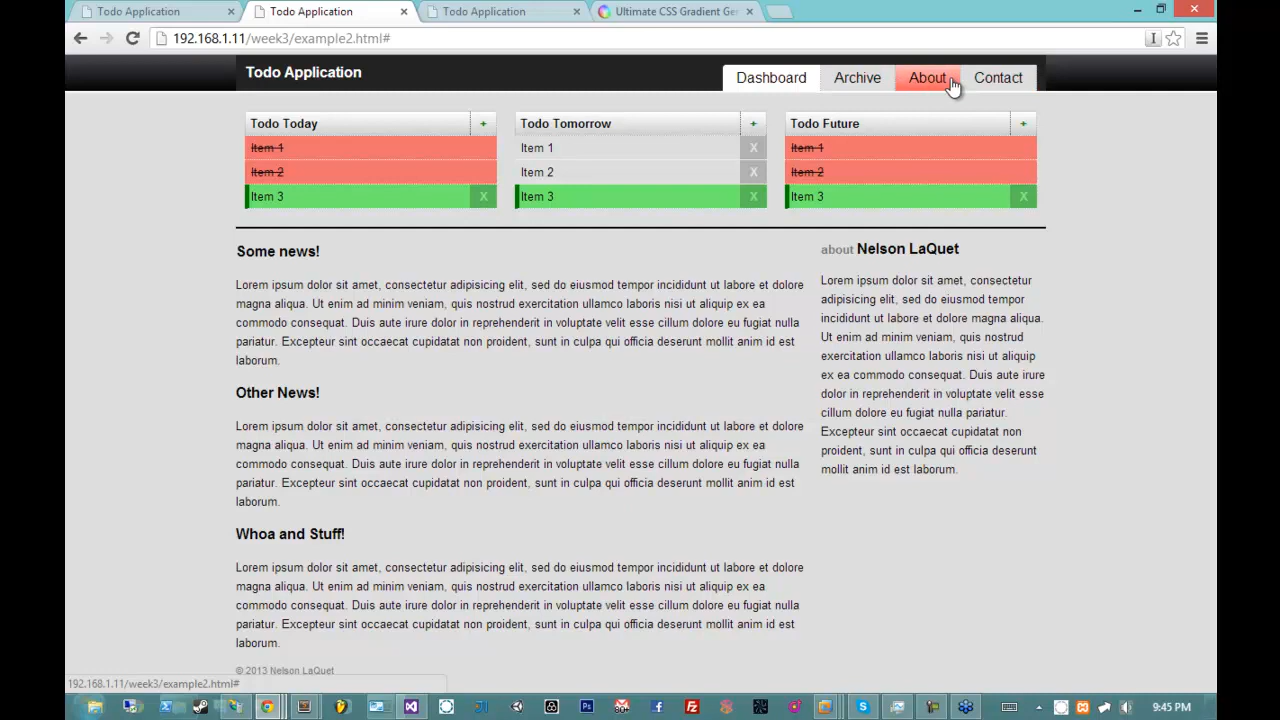 Todo Application
Todo Application
Todo Application
Ultimate CSS Gradient Ge
192.168.1.11/week3/example2.html#
Todo Application
Dashboard
Archive
About
Contact
Todo Today
+
Item 1
Item 2
Item 3
X
Todo Tomorrow
+
Item 1
X
Item 2
X
Item 3
X
Todo Future
+
Item 1
Item 2
Item 3
X
Some news!
Lorem ipsum dolor sit amet, consectetur adipisicing elit, sed do eiusmod tempor incididunt ut labore et dolore
magna aliqua. Ut enim ad minim veniam, quis nostrud exercitation ullamco laboris nisi ut aliquip ex ea
commodo consequat. Duis aute irure dolor in reprehenderit in voluptate velit esse cillum dolore eu fugiat nulla
pariatur. Excepteur sint occaecat cupidatat non proident, sunt in culpa qui officia deserunt mollit anim id est
laborum.
Other News!
Lorem ipsum dolor sit amet, consectetur adipisicing elit, sed do eiusmod tempor incididunt ut labore et dolore
magna aliqua. Ut enim ad minim veniam, quis nostrud exercitation ullamco laboris nisi ut aliquip ex ea
commodo consequat. Duis aute irure dolor in reprehenderit in voluptate velit esse cillum dolore eu fugiat nulla
pariatur. Excepteur sint occaecat cupidatat non proident, sunt in culpa qui officia deserunt mollit anim id est
laborum.
Whoa and Stuff!
Lorem ipsum dolor sit amet, consectetur adipisicing elit, sed do eiusmod tempor incididunt ut labore et dolore
magna aliqua. Ut enim ad minim veniam, quis nostrud exercitation ullamco laboris nisi ut aliquip ex ea
commodo consequat. Duis aute irure dolor in reprehenderit in voluptate velit esse cillum dolore eu fugiat nulla
pariatur. Excepteur sint occaecat cupidatat non proident, sunt in culpa qui officia deserunt mollit anim id est
laborum.
about Nelson LaQuet
Lorem ipsum dolor sit amet, consectetur
adipisicing elit, sed do eiusmod tempor
incididunt ut labore et dolore magna aliqua.
Ut enim ad minim veniam, quis nostrud
exercitation ullamco laboris nisi ut aliquip
ex ea commodo consequat. Duis aute irure
dolor in reprehenderit in voluptate velit esse
cillum dolore eu fugiat nulla pariatur.
Excepteur sint occaecat cupidatat non
proident, sunt in culpa qui officia deserunt
mollit anim id est laborum.
© 2013 Nelson LaQuet
192.168.1.11/week3/example2.html#
9:45 PM